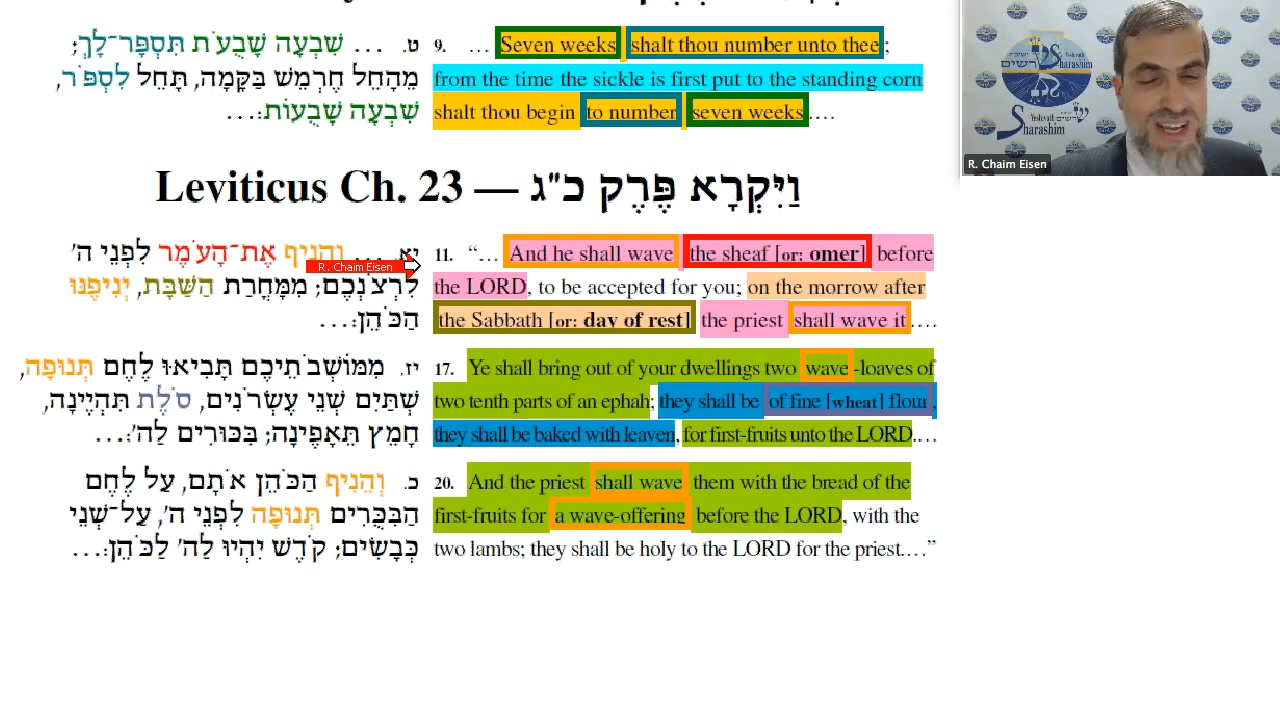 ט. ... שִׁבְעָה שָׁבֻעֹת תִּסְפָּר־לָךְ;
מֵהָחֵל חֶרְמֵשׁ בַּקָּמָה, תָּחֵל לִסְפֹּר,
שִׁבְעָה שָׁבֻעוֹת:...
9. ... Seven weeks shalt thou number unto thee;
from the time the sickle is first put to the standing corn
shalt thou begin to number seven weeks....
Leviticus Ch. 23 — וַיִּקְרָא פֶּרֶק כ"ג
יא. ... וְהֵנִיף אֶת־הָעֹמֶר לִפְנֵי ה'
לִרְצֹנְכֶם; מִמָּחֳרַת הַשַּׁבָּת, יְנִיפֶנּוּ
הַכֹּהֵן:...
11. “... And he shall wave the sheaf [or: omer] before
the LORD, to be accepted for you; on the morrow after
the Sabbath [or: day of rest] the priest shall wave it....
יז. מִמּוֹשְׁבֹתֵיכֶם תָּבִיאוּ לֶחֶם תְּנוּפָה,
שְׁתַּיִם שְׁנֵי עֶשְׂרֹנִים, סֹלֶת תִּהְיֶינָה,
חָמֵץ תֵּאָפֶינָה; בִּכּוּרִים לַה':...
17. Ye shall bring out of your dwellings two wave-loaves of
two tenth parts of an ephah; they shall be of fine [wheat] flour,
they shall be baked with leaven, for first-fruits unto the LORD....
כ. וְהֵנִיף הַכֹּהֵן אֹתָם, עַל לֶחֶם
הַבִּכֻּרִים תְּנוּפָה לִפְנֵי ה', עַל־שְׁנֵי
כְּבָשִׂים; קֹדֶשׁ יִהְיוּ לַה' לַכֹּהֵן:...
20. And the priest shall wave them with the bread of the
first-fruits for a wave-offering before the LORD, with the
two lambs; they shall be holy to the LORD for the priest....”
R. Chaim Eisen
Yeshivath
Sharashim
R. Chaim Eisen